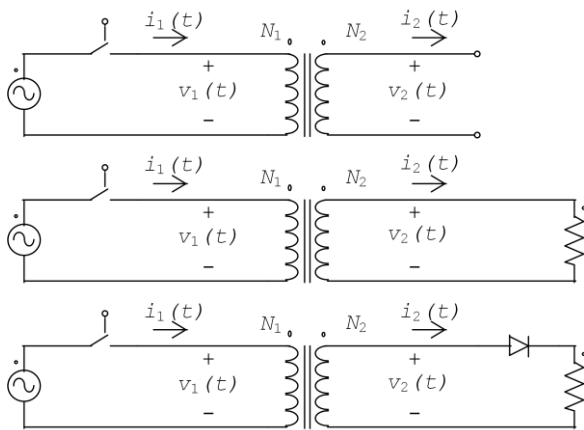 i₁(t) N₁ N₂ i₂(t)
+ +
v₁(t) v₂(t)
− −
i₁(t) N₁ N₂ i₂(t)
+ +
v₁(t) v₂(t)
− −
i₁(t) N₁ N₂ i₂(t)
+ +
v₁(t) v₂(t)
− −